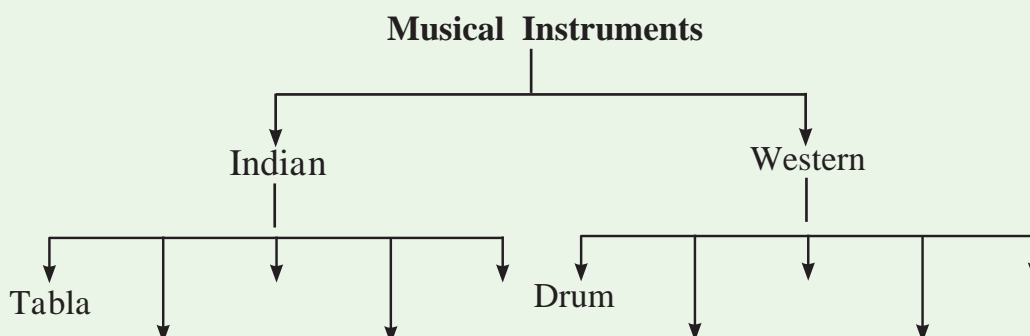 Musical Instruments
Indian
Western
Tabla
Drum